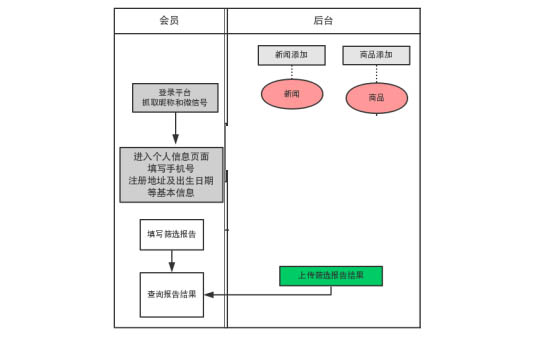 会员
后台
新闻添加
商品添加
新闻
商品
登录平台
抓取昵称和微信号
进入个人信息页面
填写手机号
注册地址及出生日期
等基本信息
填写筛选报告
上传筛选报告结果
查询报告结果